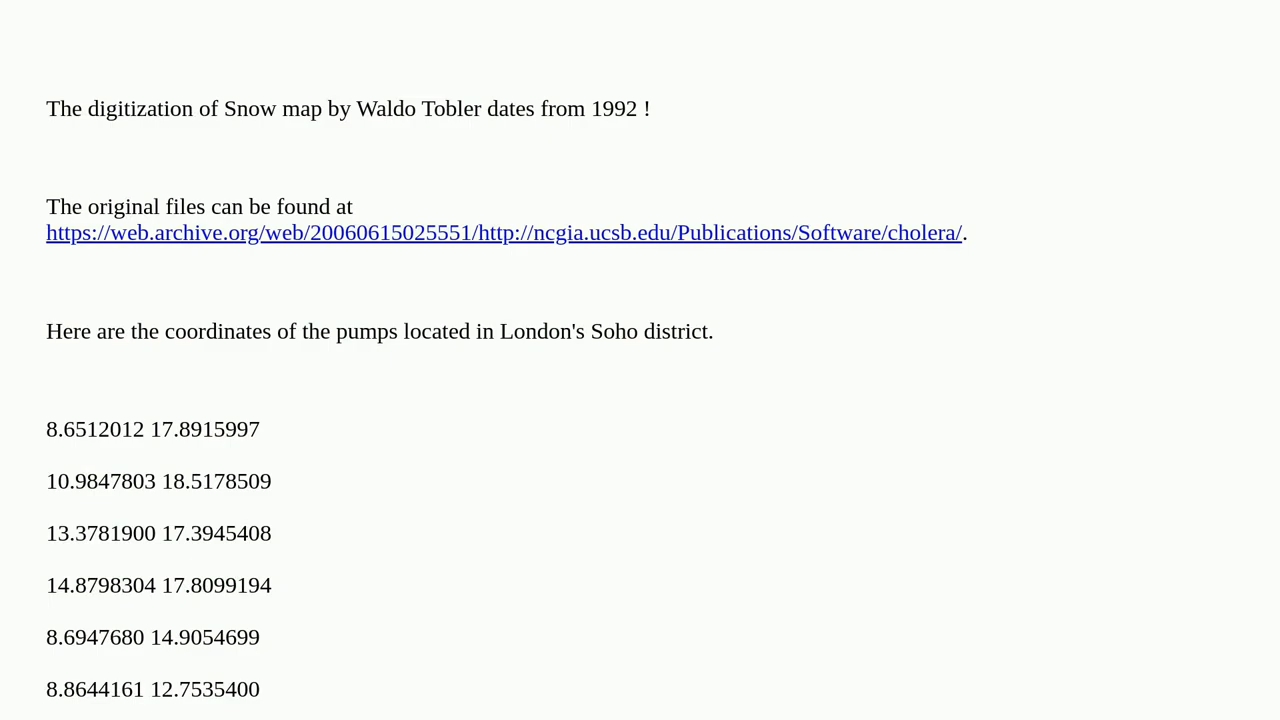 The digitization of Snow map by Waldo Tobler dates from 1992 !
The original files can be found at
https://web.archive.org/web/20060615025551/http://ncgia.ucsb.edu/Publications/Software/cholera/.
Here are the coordinates of the pumps located in London's Soho district.
8.6512012 17.8915997
10.9847803 18.5178509
13.3781900 17.3945408
14.8798304 17.8099194
8.6947680 14.9054699
8.8644161 12.7535400